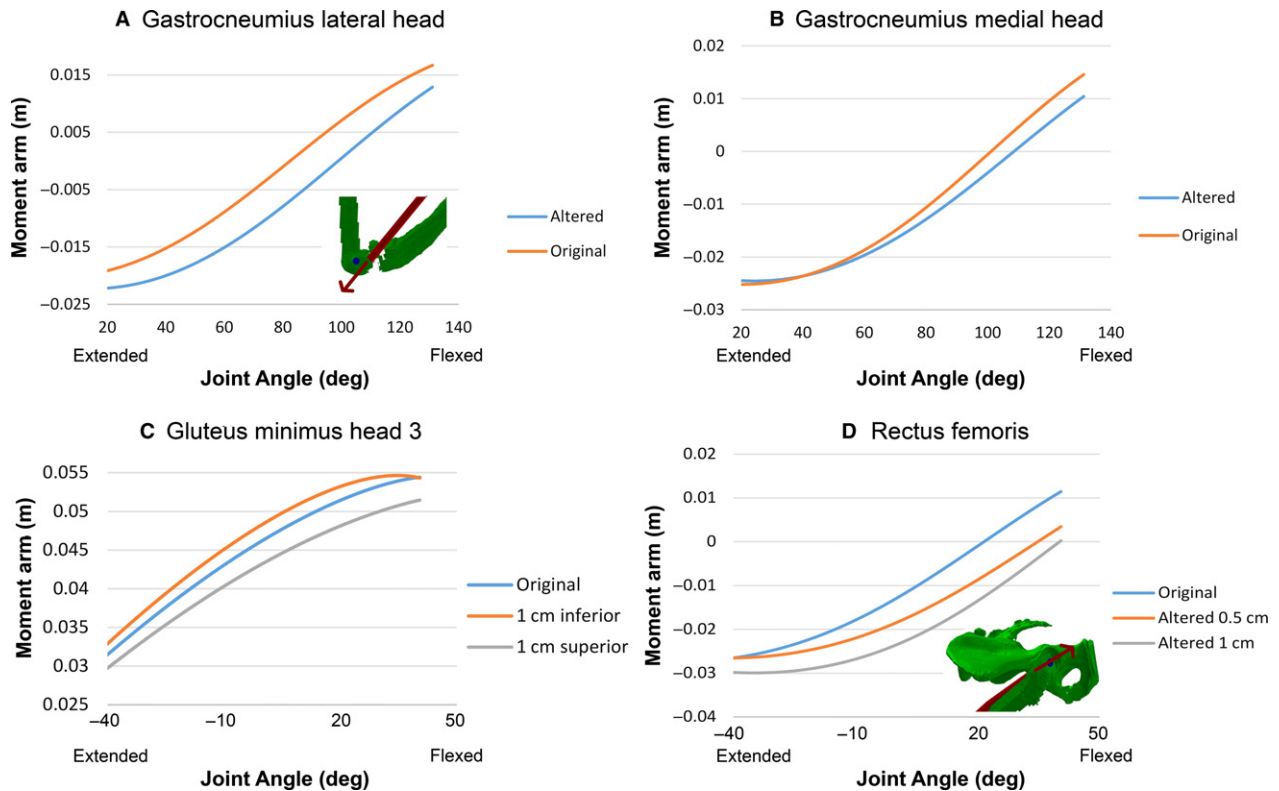 A Gastrocneumius lateral head
Moment arm (m)
0.015
0.005
–0.005
–0.015
–0.025
20 40 60 80 100 120 140
Extended Flexed
Joint Angle (deg)
Altered
Original
B Gastrocneumius medial head
Moment arm (m)
0.02
0.01
0
–0.01
–0.02
–0.03
20 40 60 80 100 120 140
Extended Flexed
Joint Angle (deg)
Altered
Original
C Gluteus minimus head 3
Moment arm (m)
0.055
0.05
0.045
0.04
0.035
0.03
0.025
–40 –10 20 50
Extended Flexed
Joint Angle (deg)
Original
1 cm inferior
1 cm superior
D Rectus femoris
Moment arm (m)
0.02
0.01
0
–0.01
–0.02
–0.03
–0.04
–40 –10 20 50
Extended Flexed
Joint Angle (deg)
Original
Altered 0.5 cm
Altered 1 cm